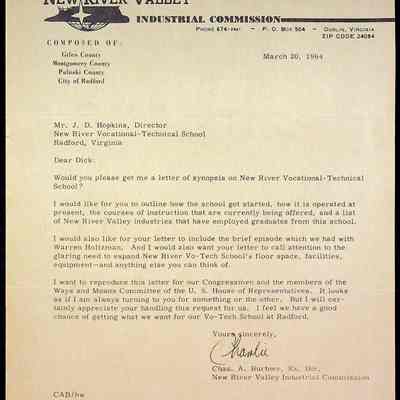 NEW RIVER VALLEY
INDUSTRIAL COMMISSION
PHONE 674- — P. O. BOX 504 — DUBLIN, VIRGINIA
ZIP CODE 24084
COMPOSED OF:
Giles County
Montgomery County
Pulaski County
City of Radford
March 20, 1964
Mr. J. D. Hopkins, Director
New River Vocational-Technical School
Radford, Virginia
Dear Dick:
Would you please get me a letter of synopsis on New River Vocational-Technical
School?
I would like for you to outline how the school got started, how it is operated at
present, the courses of instruction that are currently being offered, and a list
of New River Valley industries that have employed graduates from this school.
I would also like for your letter to include the brief episode which we had with
Warren Holtzman. And I would also want your letter to call attention to the
glaring need to expand New River Vo-Tech School's floor space, facilities,
equipment--and anything else you can think of.
I want to reproduce this letter for our Congressmen and the members of the
Ways and Means Committee of the U. S. House of Representatives. It looks
as if I am always turning to you for something or the other. But I will cer-
tainly appreciate your handling this request for us. I feel we have a good
chance of getting what we want for our Vo-Tech School at Radford.
Yours sincerely,
Charlie
Chas. A. Ex. Dir.
New River Valley Industrial Commission
CAB/hw